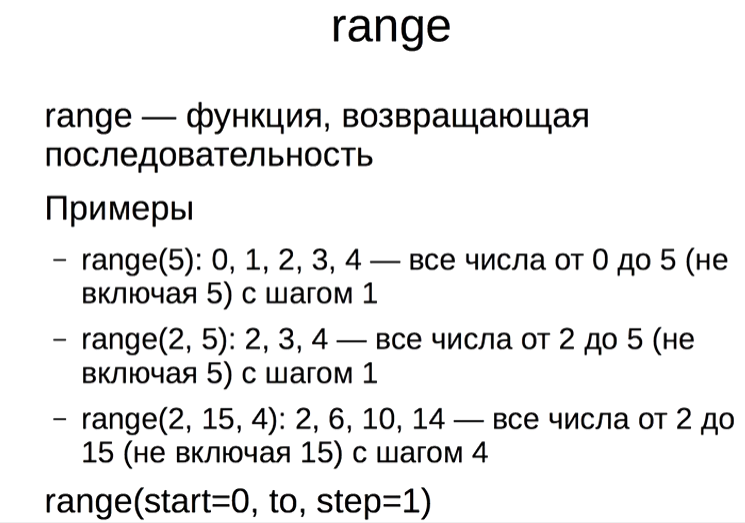 range
range — функция, возвращающая
последовательность
Примеры
– range(5): 0, 1, 2, 3, 4 — все числа от 0 до 5 (не
включая 5) с шагом 1
– range(2, 5): 2, 3, 4 — все числа от 2 до 5 (не
включая 5) с шагом 1
– range(2, 15, 4): 2, 6, 10, 14 — все числа от 2 до
15 (не включая 15) с шагом 4
range(start=0, to, step=1)